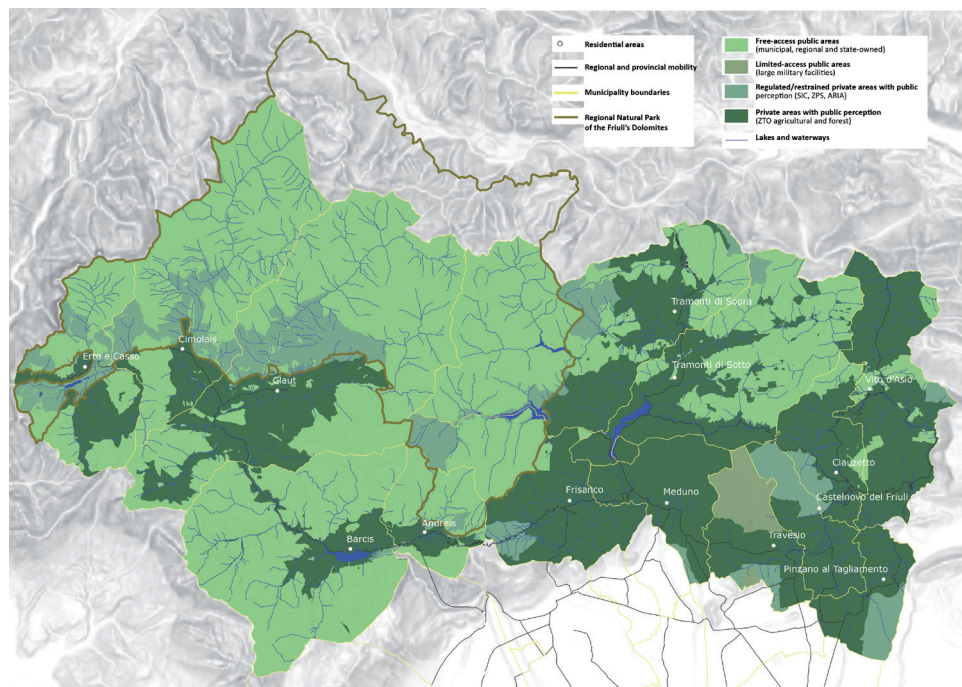 Residential areas
Regional and provincial mobility
Municipality boundaries
Regional Natural Park
of the Friuli's Dolomites
Free-access public areas
(municipal, regional and state-owned)
Limited-access public areas
(large military facilities)
Regulated/restrained private areas with public
perception (SIC, ZPS, ARIA)
Private areas with public perception
(ZTO agricultural and forest)
Lakes and waterways
Tramonti di Sopra
Cimolais
Erto e Casso
Tramonti di Sotto
Claut
Vito d'Asio
Clauzetto
Frisanco
Meduno
Castelnovo del Friuli
Andreis
Barcis
Travesio
Pinzano al Tagliamento